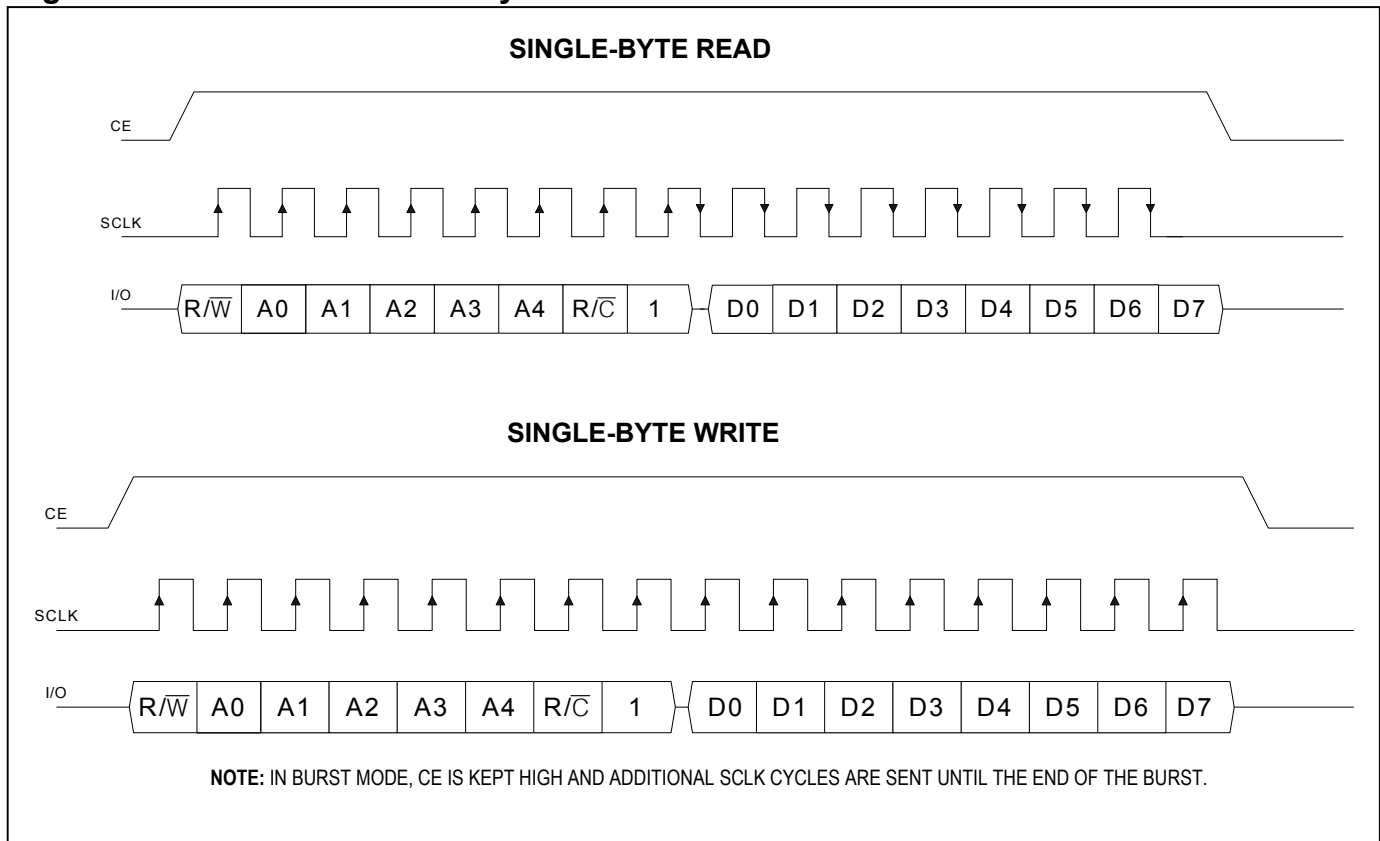 SINGLE-BYTE READ
CE
SCLK
I/O R/W̅ A0 A1 A2 A3 A4 R/C̅ 1 D0 D1 D2 D3 D4 D5 D6 D7
SINGLE-BYTE WRITE
CE
SCLK
I/O R/W̅ A0 A1 A2 A3 A4 R/C̅ 1 D0 D1 D2 D3 D4 D5 D6 D7
NOTE: IN BURST MODE, CE IS KEPT HIGH AND ADDITIONAL SCLK CYCLES ARE SENT UNTIL THE END OF THE BURST.